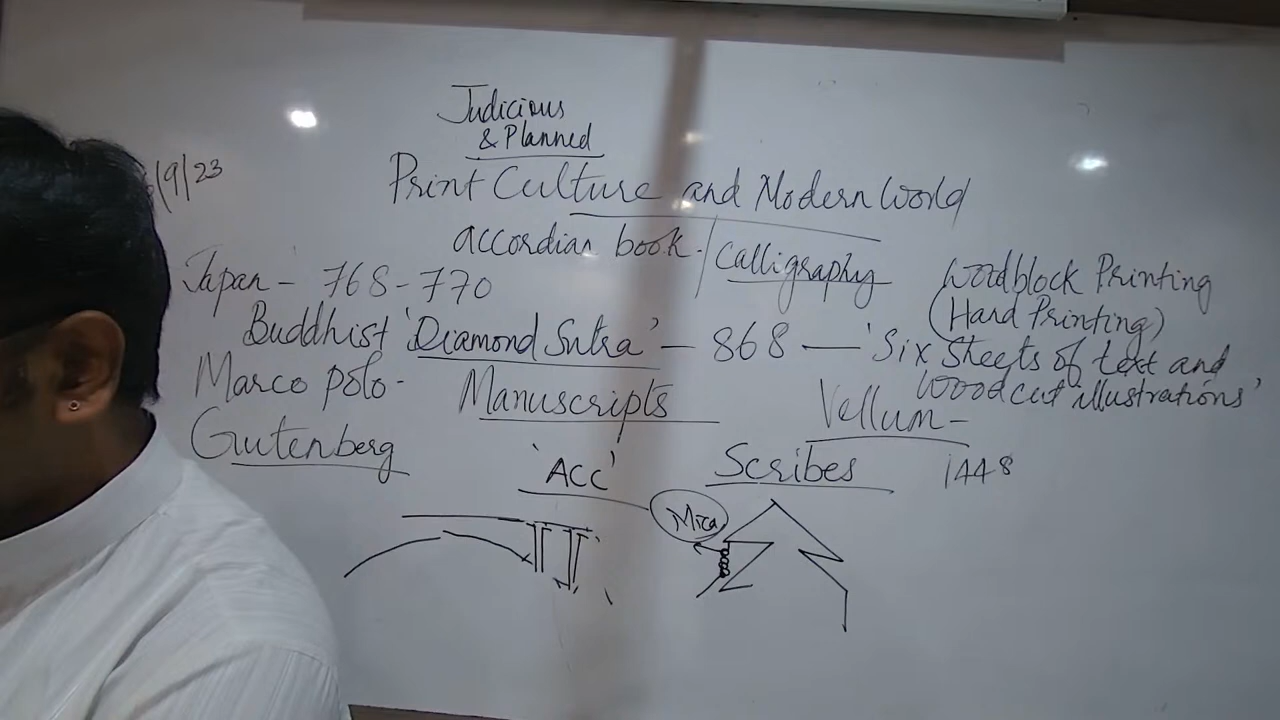 Judicious
& Planned
/9/23
Print Culture and Modern World
accordian book / Calligraphy
Japan - 768-770
Woodblock Printing
(Hand Printing)
Buddhist 'Diamond Sutra' — 868 — 'Six Sheets of text and
woodcut illustrations'
Marco polo -
Manuscripts
Vellum -
Gutenberg
'ACC'
Scribes
1448
Mica